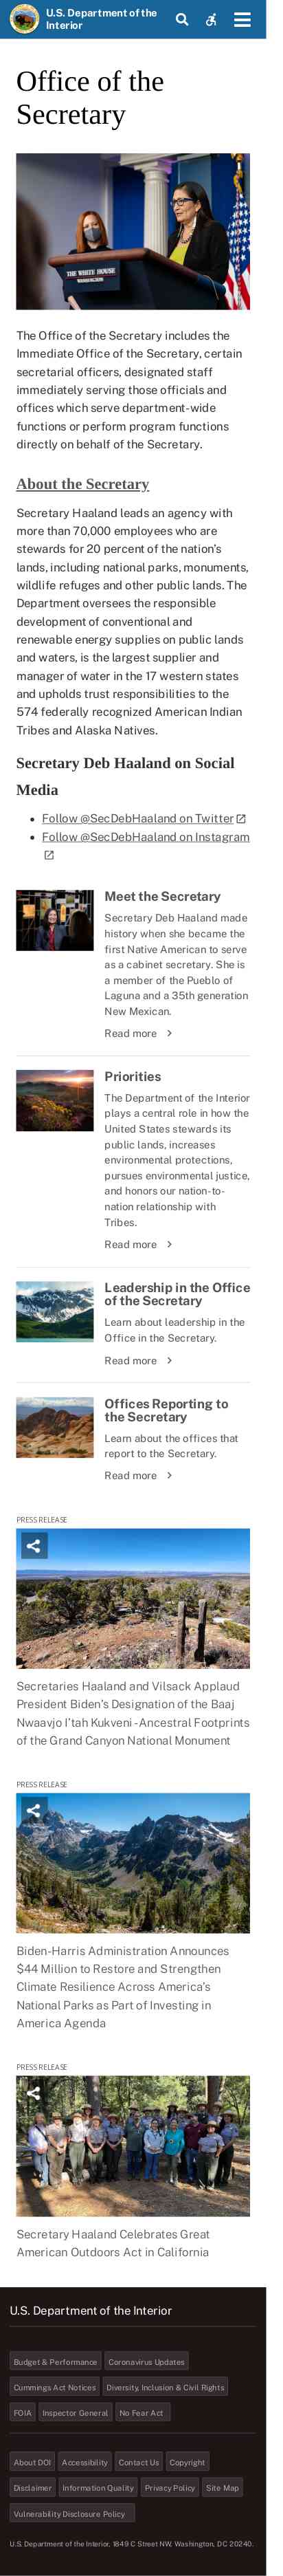 U.S. Department of the
Interior
Office of the
Secretary
THE WHITE HOUSE
WASHINGTON
The Office of the Secretary includes the
Immediate Office of the Secretary, certain
secretarial officers, designated staff
immediately serving those officials and
offices which serve department-wide
functions or perform program functions
directly on behalf of the Secretary.
About the Secretary
Secretary Haaland leads an agency with
more than 70,000 employees who are
stewards for 20 percent of the nation's
lands, including national parks, monuments,
wildlife refuges and other public lands. The
Department oversees the responsible
development of conventional and
renewable energy supplies on public lands
and waters, is the largest supplier and
manager of water in the 17 western states
and upholds trust responsibilities to the
574 federally recognized American Indian
Tribes and Alaska Natives.
Secretary Deb Haaland on Social
Media
• Follow @SecDebHaaland on Twitter
• Follow @SecDebHaaland on Instagram
Meet the Secretary
Secretary Deb Haaland made
history when she became the
first Native American to serve
as a cabinet secretary. She is
a member of the Pueblo of
Laguna and a 35th generation
New Mexican.
Read more
Priorities
The Department of the Interior
plays a central role in how the
United States stewards its
public lands, increases
environmental protections,
pursues environmental justice,
and honors our nation-to-
nation relationship with
Tribes.
Read more
Leadership in the Office
of the Secretary
Learn about leadership in the
Office in the Secretary.
Read more
Offices Reporting to
the Secretary
Learn about the offices that
report to the Secretary.
Read more
PRESS RELEASE
Secretaries Haaland and Vilsack Applaud
President Biden's Designation of the Baaj
Nwaavjo I'tah Kukveni - Ancestral Footprints
of the Grand Canyon National Monument
PRESS RELEASE
Biden-Harris Administration Announces
$44 Million to Restore and Strengthen
Climate Resilience Across America's
National Parks as Part of Investing in
America Agenda
PRESS RELEASE
Secretary Haaland Celebrates Great
American Outdoors Act in California
U.S. Department of the Interior
Budget & Performance Coronavirus Updates
Cummings Act Notices Diversity, Inclusion & Civil Rights
FOIA Inspector General No Fear Act
About DOI Accessibility Contact Us Copyright
Disclaimer Information Quality Privacy Policy Site Map
Vulnerability Disclosure Policy
U.S. Department of the Interior, 1849 C Street NW, Washington, DC 20240.